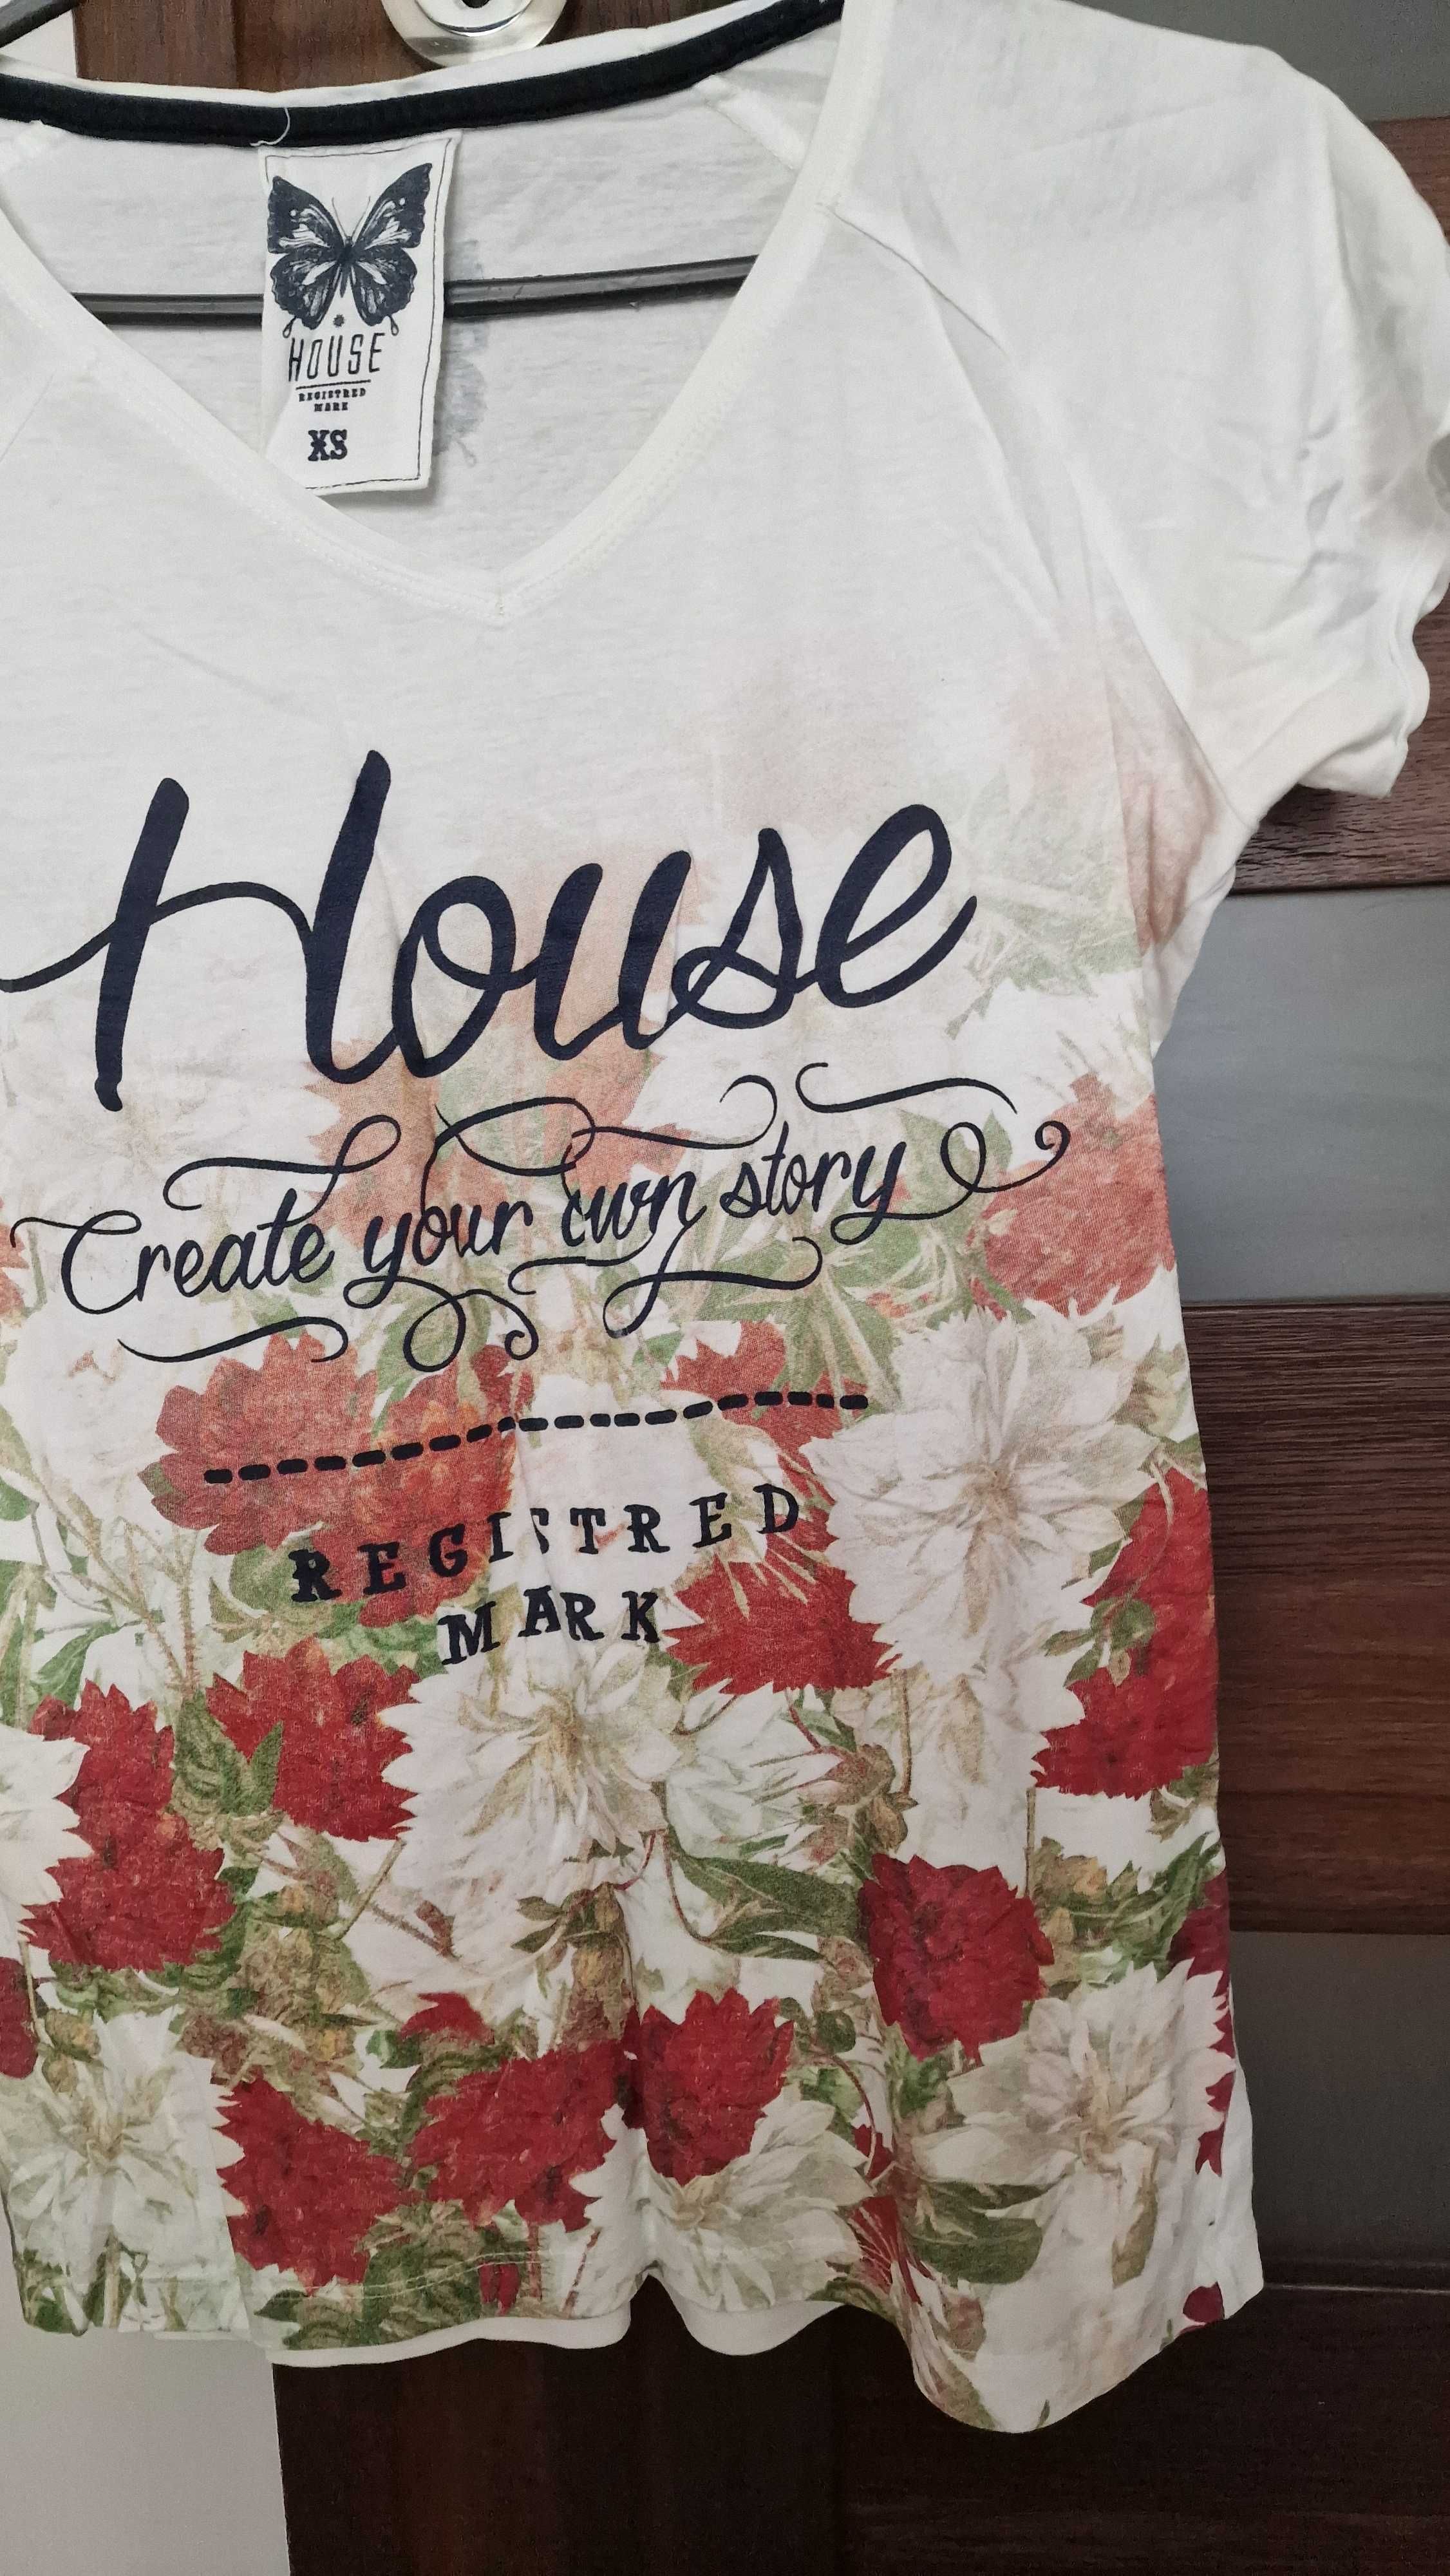 HOUSE
REGISTRED
MARK
XS
House
Create your own story
REGISTRED
MARK